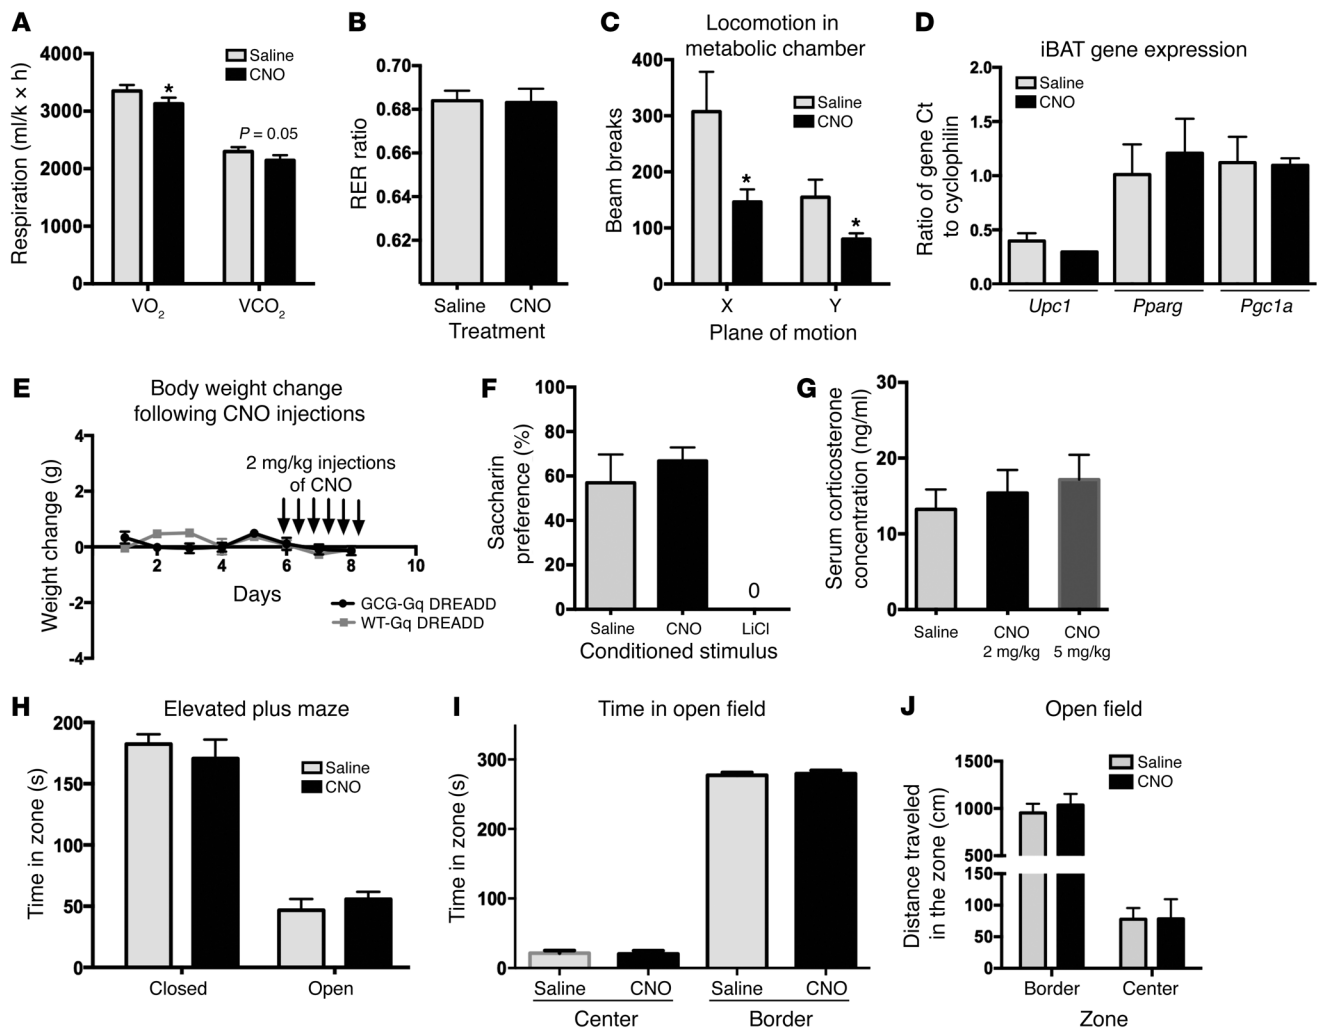 A
Respiration (ml/k × h)
4000
3000
2000
1000
0
Saline
CNO
*
P = 0.05
VO2
VCO2
B
RER ratio
0.70
0.68
0.66
0.64
0.62
Saline
CNO
Treatment
C
Locomotion in
metabolic chamber
Beam breaks
400
300
200
100
0
Saline
CNO
*
*
X
Y
Plane of motion
D
iBAT gene expression
Ratio of gene Ct
to cyclophilin
2.0
1.5
1.0
0.5
0.0
Saline
CNO
Upc1
Pparg
Pgc1a
E
Body weight change
following CNO injections
Weight change (g)
4
2
0
-2
-4
2 mg/kg injections
of CNO
2
4
6
8
10
Days
GCG-Gq DREADD
WT-Gq DREADD
F
Saccharin
preference (%)
100
80
60
40
20
0
0
Saline
CNO
LiCl
Conditioned stimulus
G
Serum corticosterone
concentration (ng/ml)
30
20
10
0
Saline
CNO
2 mg/kg
CNO
5 mg/kg
H
Elevated plus maze
Time in zone (s)
200
150
100
50
0
Saline
CNO
Closed
Open
I
Time in open field
Time in zone (s)
300
200
100
0
Saline
CNO
Saline
CNO
Center
Border
J
Open field
Distance traveled
in the zone (cm)
1500
1000
500
150
100
50
0
Saline
CNO
Border
Center
Zone